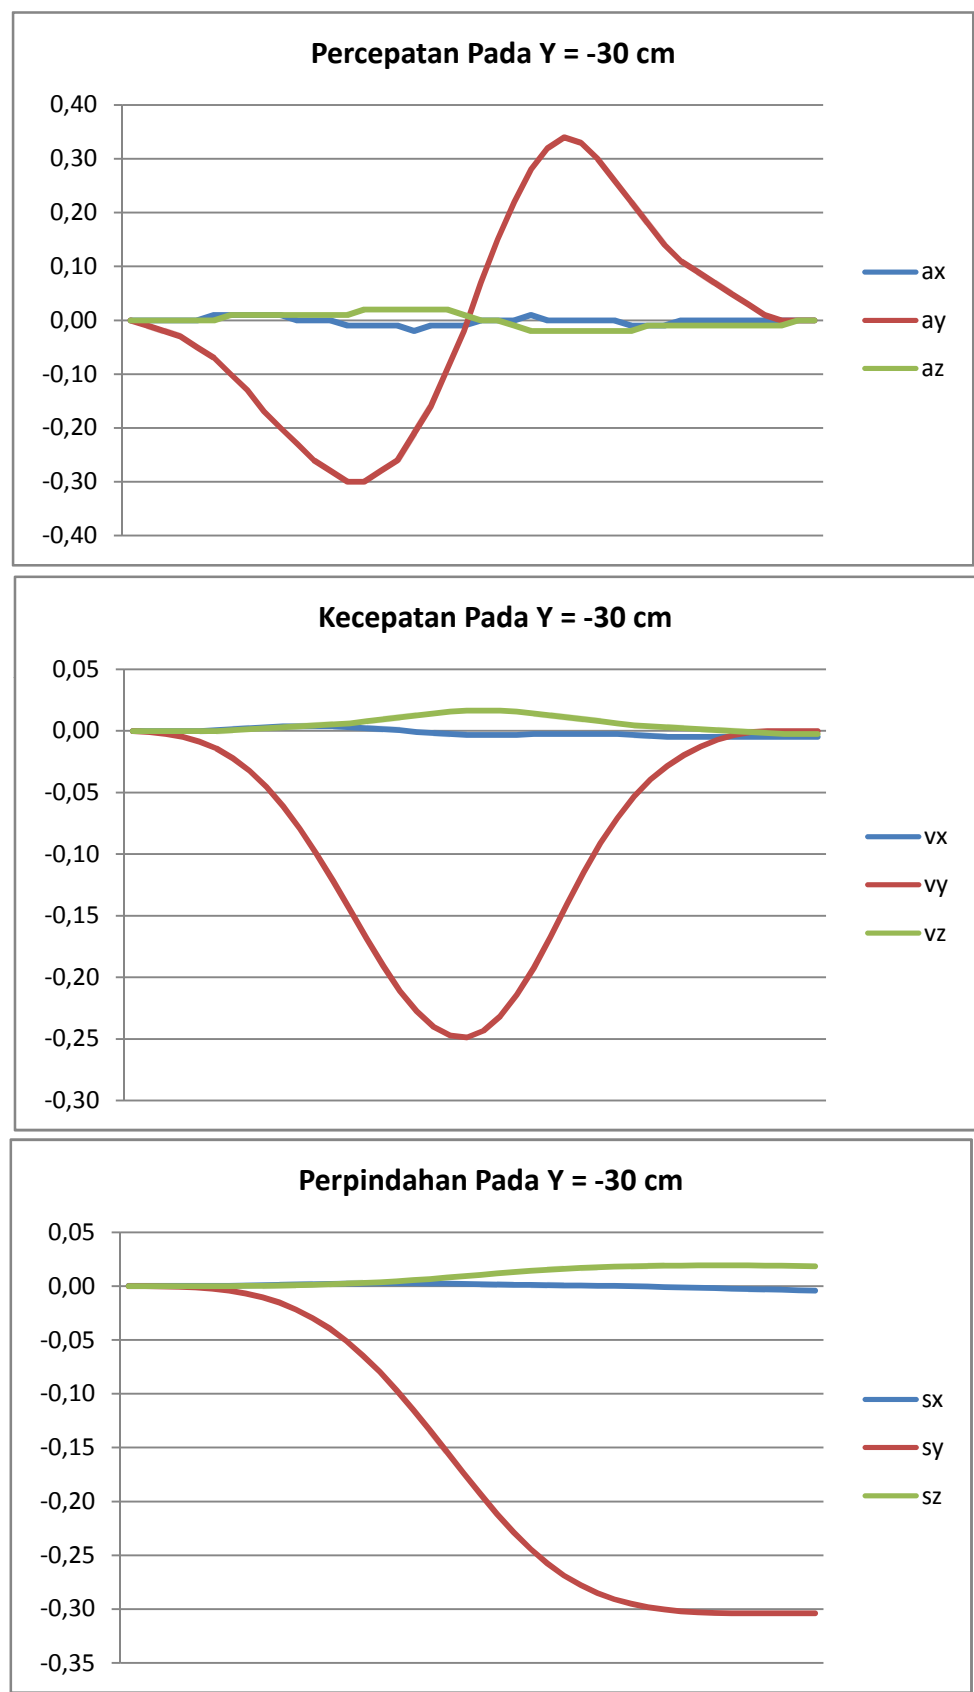 Percepatan Pada Y = -30 cm
0,40
0,30
0,20
0,10
0,00
-0,10
-0,20
-0,30
-0,40
ax
ay
az
Kecepatan Pada Y = -30 cm
0,05
0,00
-0,05
-0,10
-0,15
-0,20
-0,25
-0,30
vx
vy
vz
Perpindahan Pada Y = -30 cm
0,05
0,00
-0,05
-0,10
-0,15
-0,20
-0,25
-0,30
-0,35
sx
sy
sz